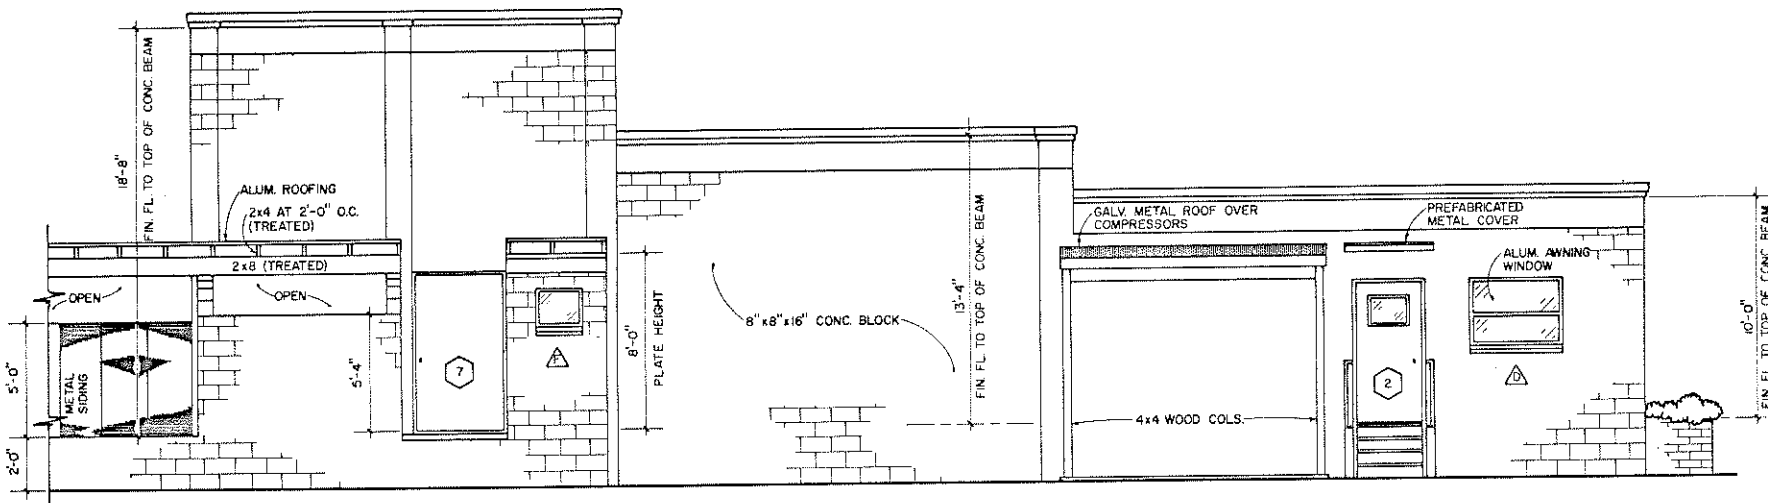 18'-8"
FIN. FL. TO TOP OF CONC. BEAM
ALUM. ROOFING
2x4 AT 2'-0" O.C.
(TREATED)
2x8 (TREATED)
OPEN
OPEN
5'-0"
METAL
SIDING
2'-0"
5'-4"
7
F
8'-0"
PLATE HEIGHT
8"x8"x16" CONC. BLOCK
13'-4"
FIN. FL. TO TOP OF CONC. BEAM
GALV. METAL ROOF OVER
COMPRESSORS
4x4 WOOD COLS.
PREFABRICATED
METAL COVER
2
ALUM. AWNING
WINDOW
D
10'-0"
FIN. FL. TO TOP OF CONC. BEAM